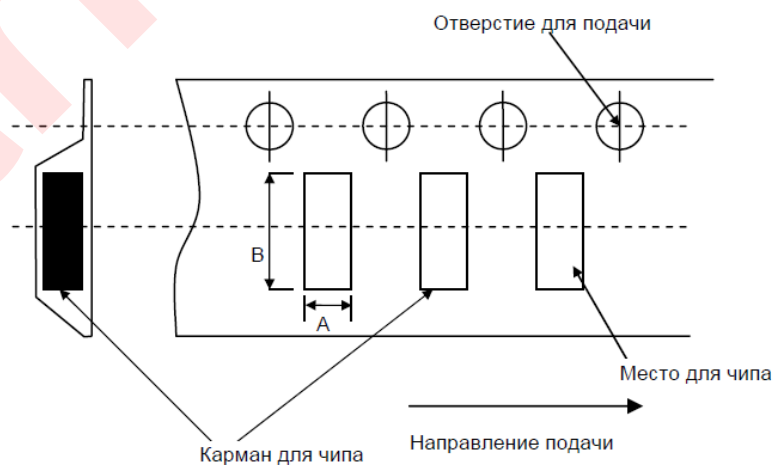 Отверстие для подачи
B
A
Место для чипа
Направление подачи
Карман для чипа